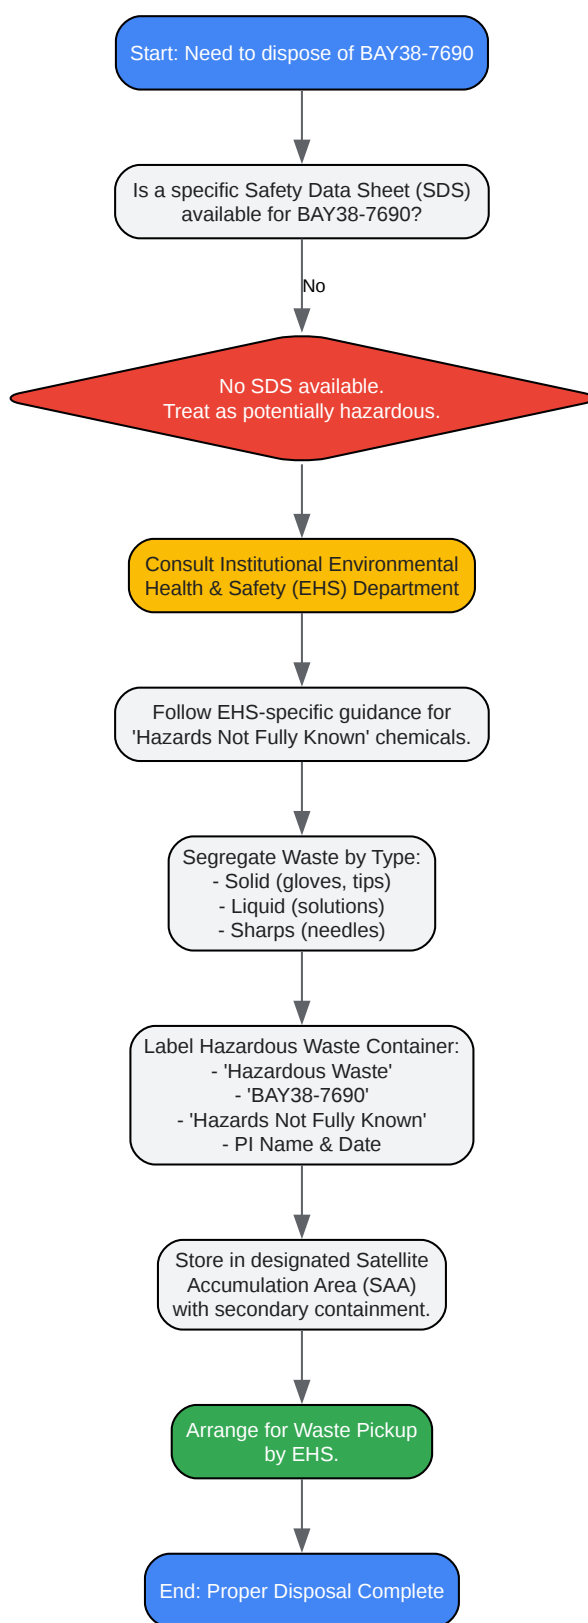 Start: Need to dispose of BAY38-7690
Is a specific Safety Data Sheet (SDS)
available for BAY38-7690?
No
No SDS available.
Treat as potentially hazardous.
Consult Institutional Environmental
Health & Safety (EHS) Department
Follow EHS-specific guidance for
'Hazards Not Fully Known' chemicals.
Segregate Waste by Type:
- Solid (gloves, tips)
- Liquid (solutions)
- Sharps (needles)
Label Hazardous Waste Container:
- 'Hazardous Waste'
- 'BAY38-7690'
- 'Hazards Not Fully Known'
- PI Name & Date
Store in designated Satellite
Accumulation Area (SAA)
with secondary containment.
Arrange for Waste Pickup
by EHS.
End: Proper Disposal Complete